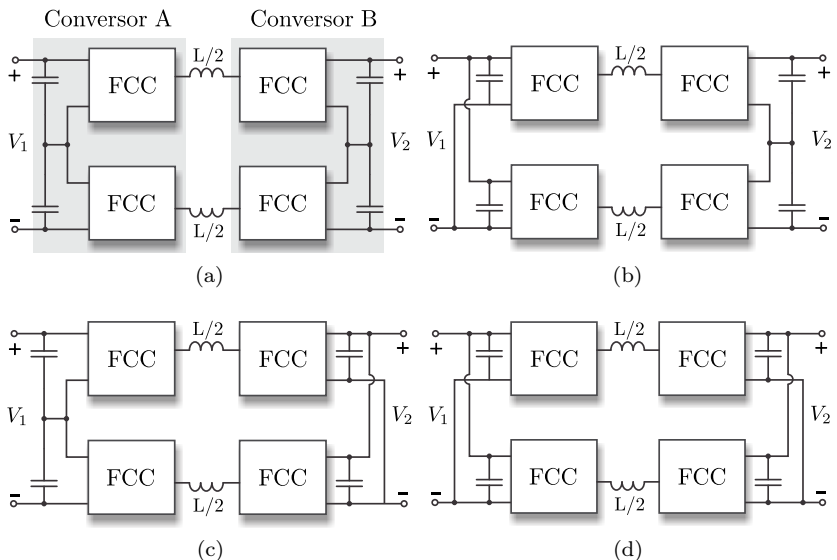 Conversor A Conversor B
L/2 L/2
+ FCC FCC + + FCC FCC +
V₁ V₂ V₁ V₂
FCC FCC FCC FCC
− L/2 − − L/2 −
(a) (b)
L/2 L/2
+ FCC FCC + + FCC FCC +
V₁ V₂ V₁ V₂
FCC FCC FCC FCC
− L/2 − − L/2 −
(c) (d)